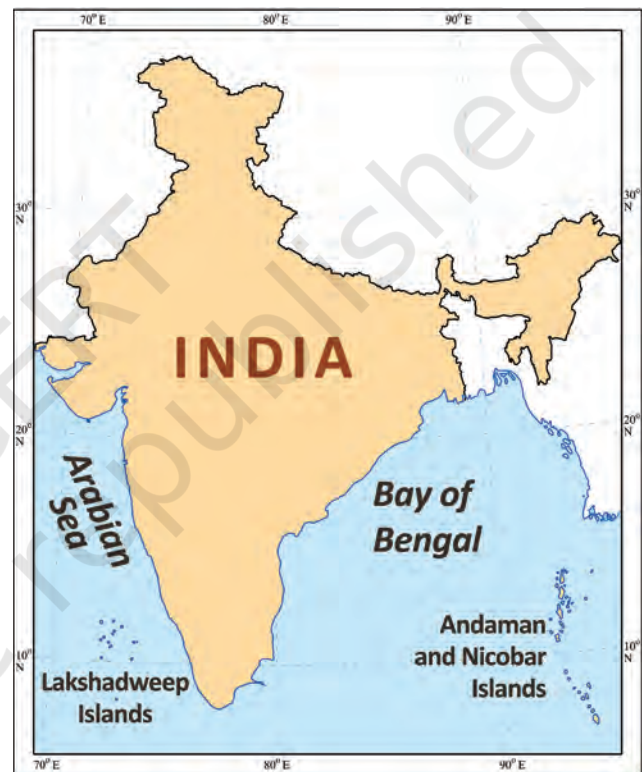 70° E 80° E 90° E
30°
N
30°
N
INDIA
20°
N
20°
N
Arabian
Sea
Bay of
Bengal
10°
N
10°
N
Andaman
and Nicobar
Islands
Lakshadweep
Islands
70° E 80° E 90° E
republished